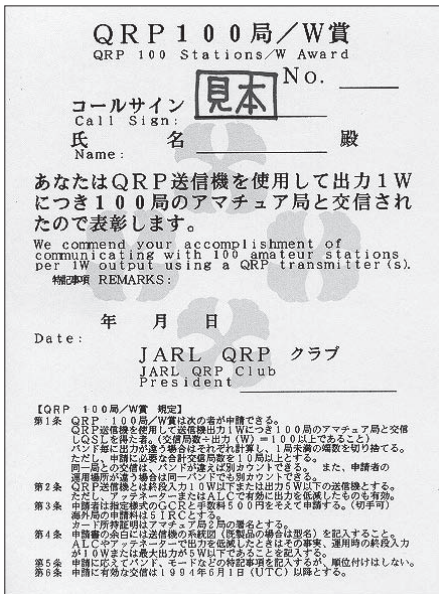 QRP100局／W賞
QRP 100 Stations/W Award
No.
見本
コールサイン
Call Sign:
氏 名 殿
Name:
あなたはQRP送信機を使用して出力1W
につき100局のアマチュア局と交信され
たので表彰します。
We commend your accomplishment of
communicating with 100 amateur stations
per 1W output using a QRP transmitter(s).
特記事項 REMARKS:
年 月 日
Date:
JARL QRP クラブ
JARL QRP Club
President
【QRP 100局／W賞 規定】
第1条 QRP 100局／W賞は次の者が申請できる。
QRP送信機を使用して送信機出力1Wにつき100局のアマチュア局と交信
しQSLを得た者。（交信局数÷出力（W）＝100以上であること）
バンド毎に出力が違う場合はそれぞれ計算し、1局未満の端数を切り捨てる。
ただし、申請に必要な合計交信局数を10局以上とする。
同一局との交信は、バンドが違えば別カウントできる。また、申請者の
運用場所が違う場合は同一バンドでも別カウントできる。
第2条 QRP送信機とは終段入力10W以下または出力5W以下の送信機とする。
ただし、アッテネーターまたはALCで有効に出力を低減したものも有効。
第3条 申請者は指定様式のGCRと手数料500円をそえて申請する。（切手可）
海外局の申請料は5IRCとする。
カード所持証明はアマチュア局2局の署名とする。
第4条 申請書の余白には送信機の系統図（既製品の場合は型名）を記入すること。
ALCやアッテネーターで出力を低減したときはその事実、運用時の終段入力
が10Wまたは最大出力が5W以下であることを記入する。
第5条 申請に応えてバンド、モードなどの特記事項を記入するが、順位付けはしない。
第6条 申請に有効な交信は1994年6月1日（UTC）以降とする。